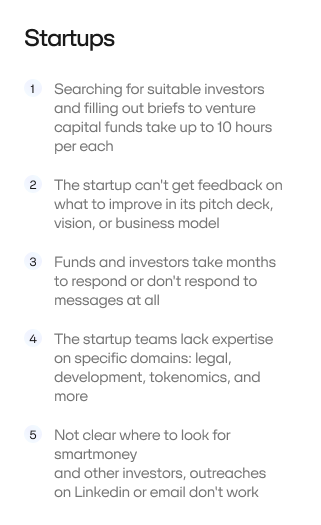 Startups
1 Searching for suitable investors
and filling out briefs to venture
capital funds take up to 10 hours
per each
2 The startup can't get feedback on
what to improve in its pitch deck,
vision, or business model
3 Funds and investors take months
to respond or don't respond to
messages at all
4 The startup teams lack expertise
on specific domains: legal,
development, tokenomics, and
more
5 Not clear where to look for
smartmoney
and other investors, outreaches
on Linkedin or email don't work